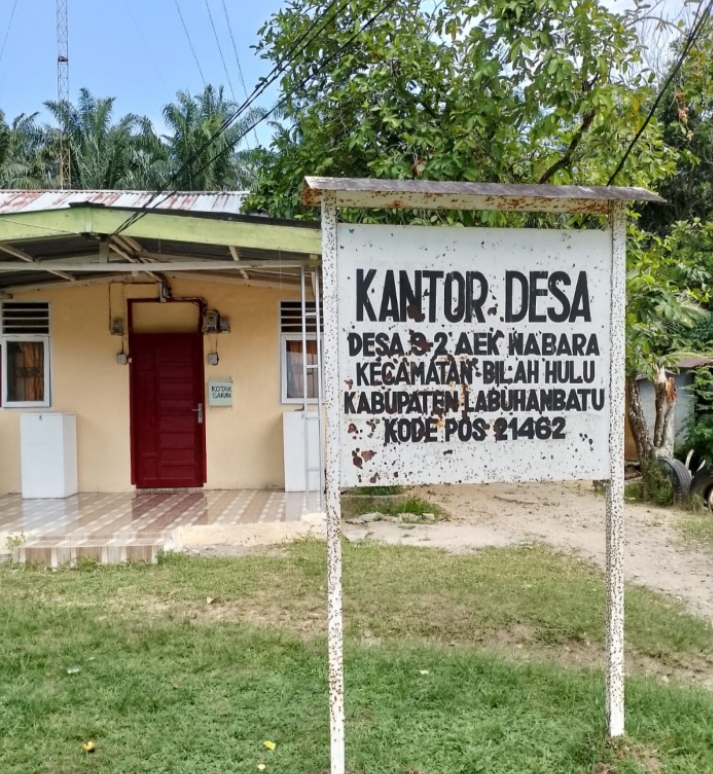 KANTOR DESA
DESA S-2 AEK NABARA
KECAMATAN BILAH HULU
KABUPATEN LABUHANBATU
KODE POS 21462
KOTAK
SARAN